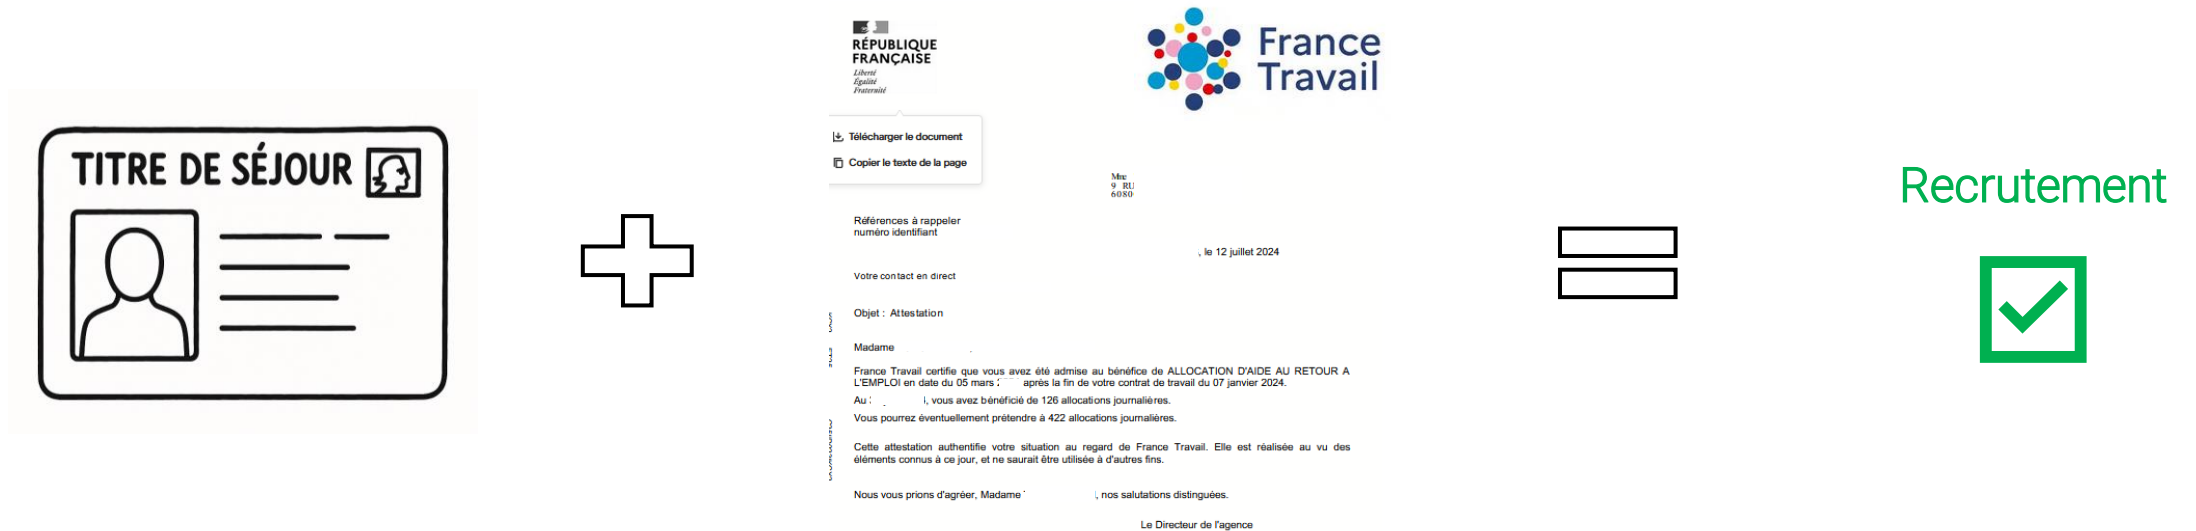 TITRE DE SÉJOUR
RÉPUBLIQUE
FRANÇAISE
Liberté
Égalité
Fraternité
France
Travail
Télécharger le document
Copier le texte de la page
Mme
9 RU
6080
Références à rappeler
numéro identifiant
, le 12 juillet 2024
Votre contact en direct
Objet : Attestation
Madame
France Travail certifie que vous avez été admise au bénéfice de ALLOCATION D'AIDE AU RETOUR A
L'EMPLOI en date du 05 mars après la fin de votre contrat de travail du 07 janvier 2024.
Au , vous avez bénéficié de 126 allocations journalières.
Vous pourrez éventuellement prétendre à 422 allocations journalières.
Cette attestation authentifie votre situation au regard de France Travail. Elle est réalisée au vu des
éléments connus à ce jour, et ne saurait être utilisée à d'autres fins.
Nous vous prions d'agréer, Madame , nos salutations distinguées.
Le Directeur de l'agence
Recrutement